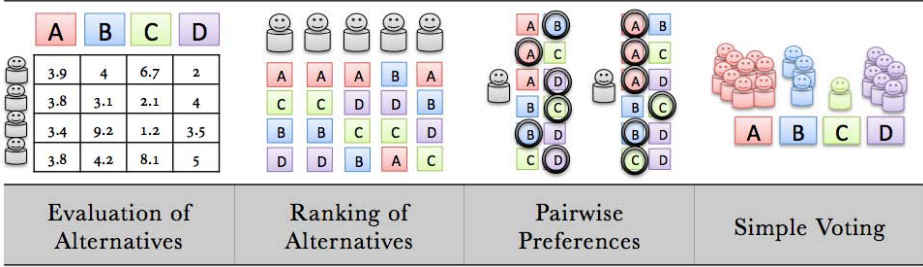 A B C D
3.9 4 6.7 2
3.8 3.1 2.1 4
3.4 9.2 1.2 3.5
3.8 4.2 8.1 5
Evaluation of
Alternatives
A A A B A
C C D D B
B B C C D
D D B A C
Ranking of
Alternatives
A B A B
A C A C
A D A D
B C B C
B D B D
C D C D
Pairwise
Preferences
A B C D
Simple Voting